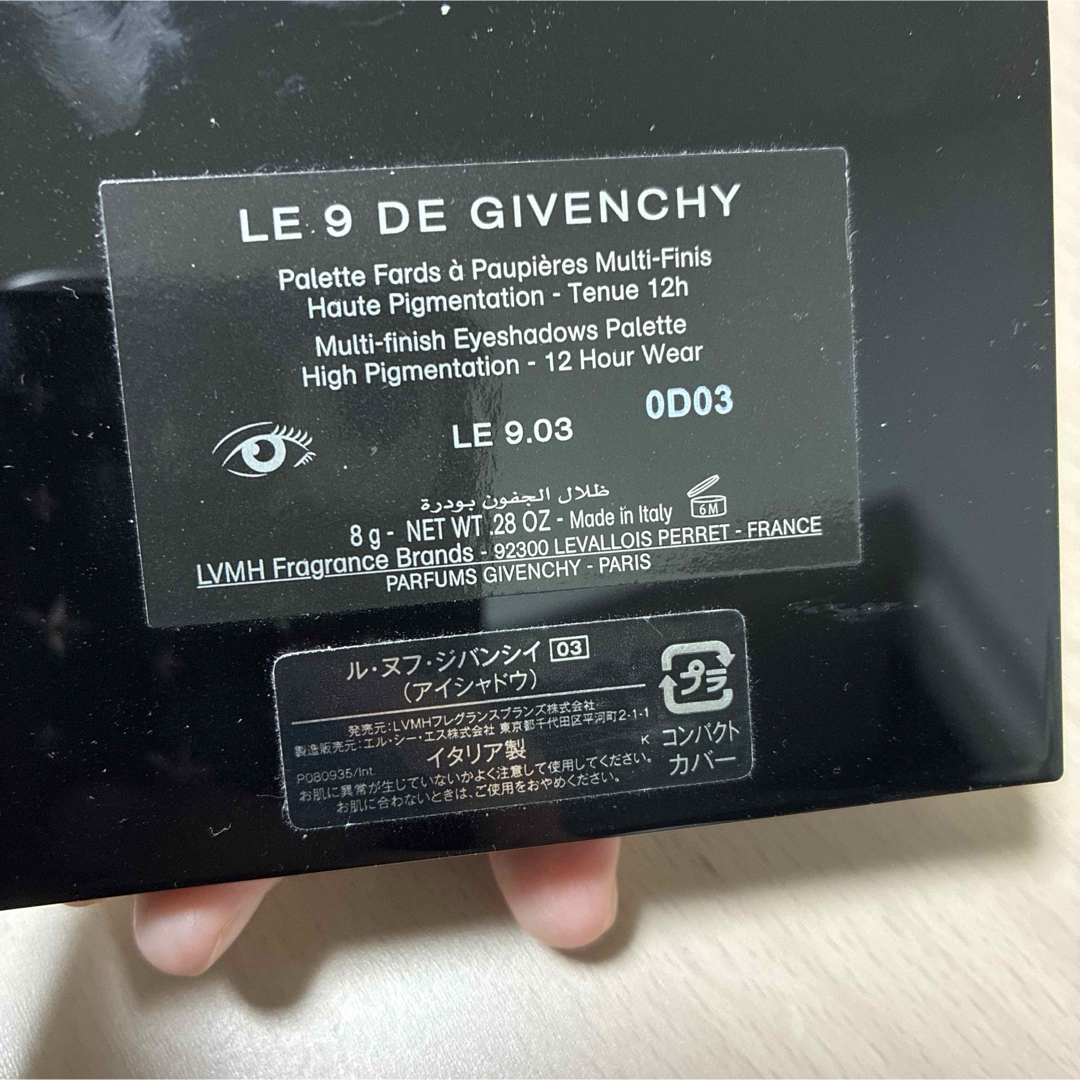 LE 9 DE GIVENCHY
Palette Fards à Paupières Multi-Finis
Haute Pigmentation - Tenue 12h
Multi-finish Eyeshadows Palette
High Pigmentation - 12 Hour Wear
0D03
LE 9.03
ظلال الجفون بودرة
6M
8 g - NET WT .28 OZ - Made in Italy
LVMH Fragrance Brands - 92300 LEVALLOIS PERRET - FRANCE
PARFUMS GIVENCHY - PARIS
ル・ヌフ・ジバンシイ 03
(アイシャドウ)
発売元:LVMHフレグランスブランズ株式会社
製造販売元:エル・シー・エス株式会社 東京都千代田区平河町2-1-1
イタリア製
K
P080935/Int.
お肌に異常が生じていないかよく注意して使用してください。
お肌に合わないときは、ご使用をおやめください。
プラ
コンパクト
カバー